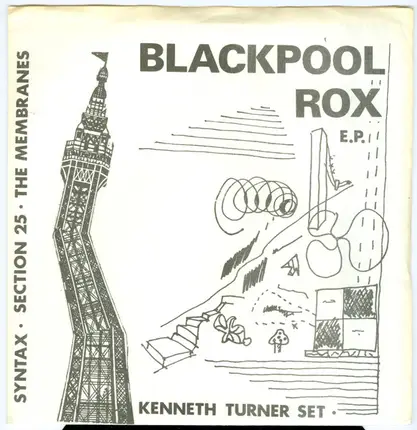 BLACKPOOL
ROX
E.P.
SYNTAX · SECTION 25 · THE MEMBRANES
KENNETH TURNER SET ·